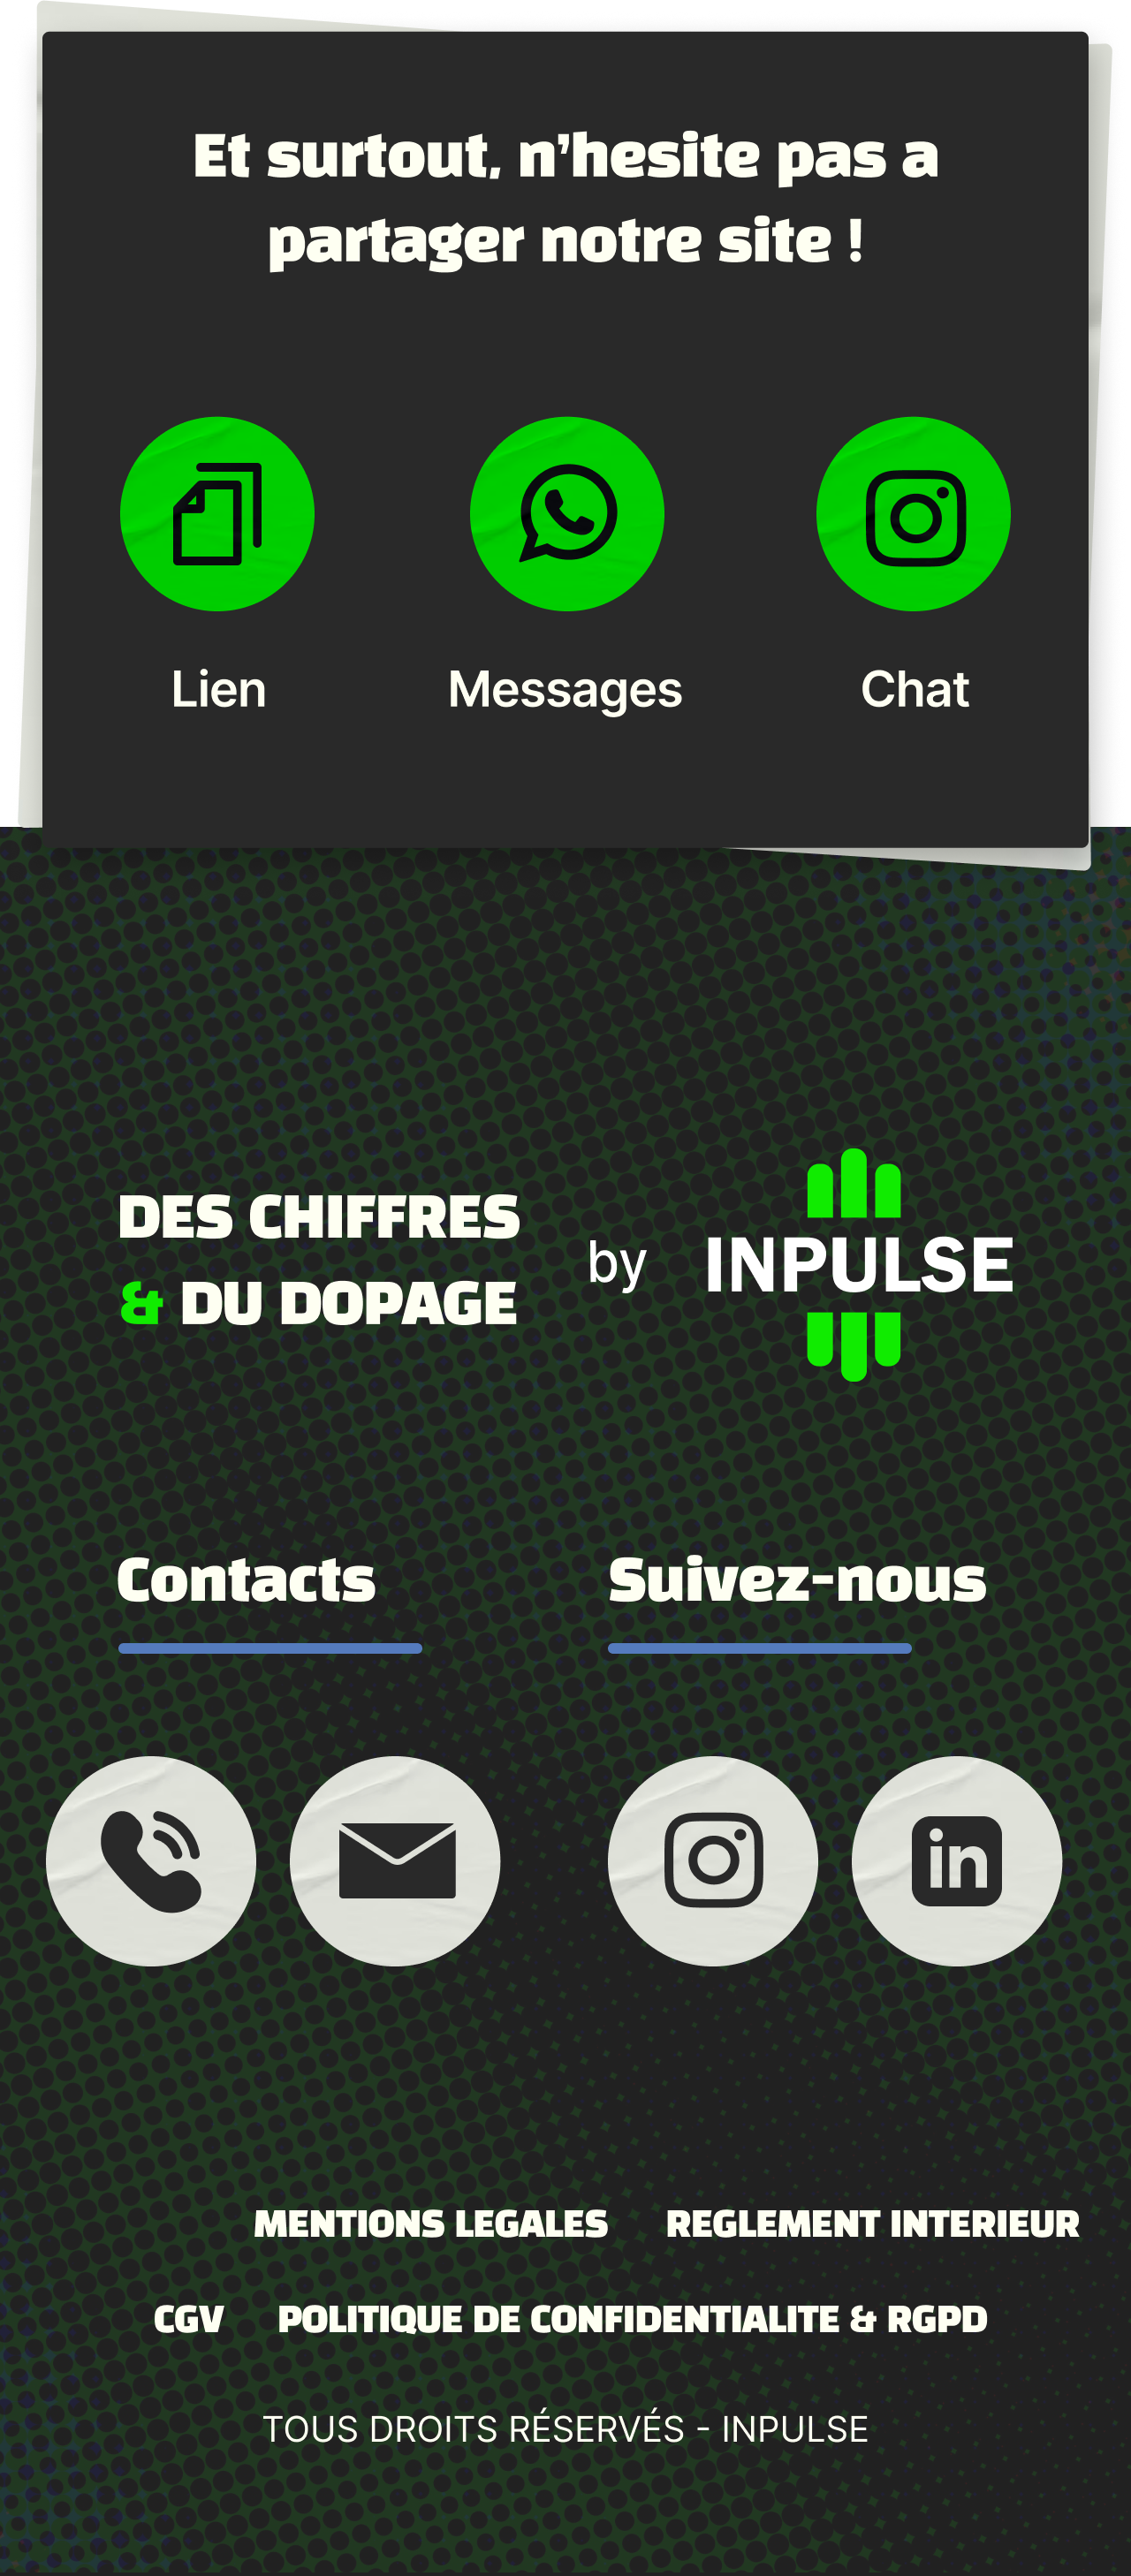 Et surtout, n'hesite pas a
partager notre site !
Lien
Messages
Chat
DES CHIFFRES
& DU DOPAGE
by
INPULSE
Contacts
Suivez-nous
in
MENTIONS LEGALES
REGLEMENT INTERIEUR
CGV
POLITIQUE DE CONFIDENTIALITE & RGPD
TOUS DROITS RÉSERVÉS - INPULSE